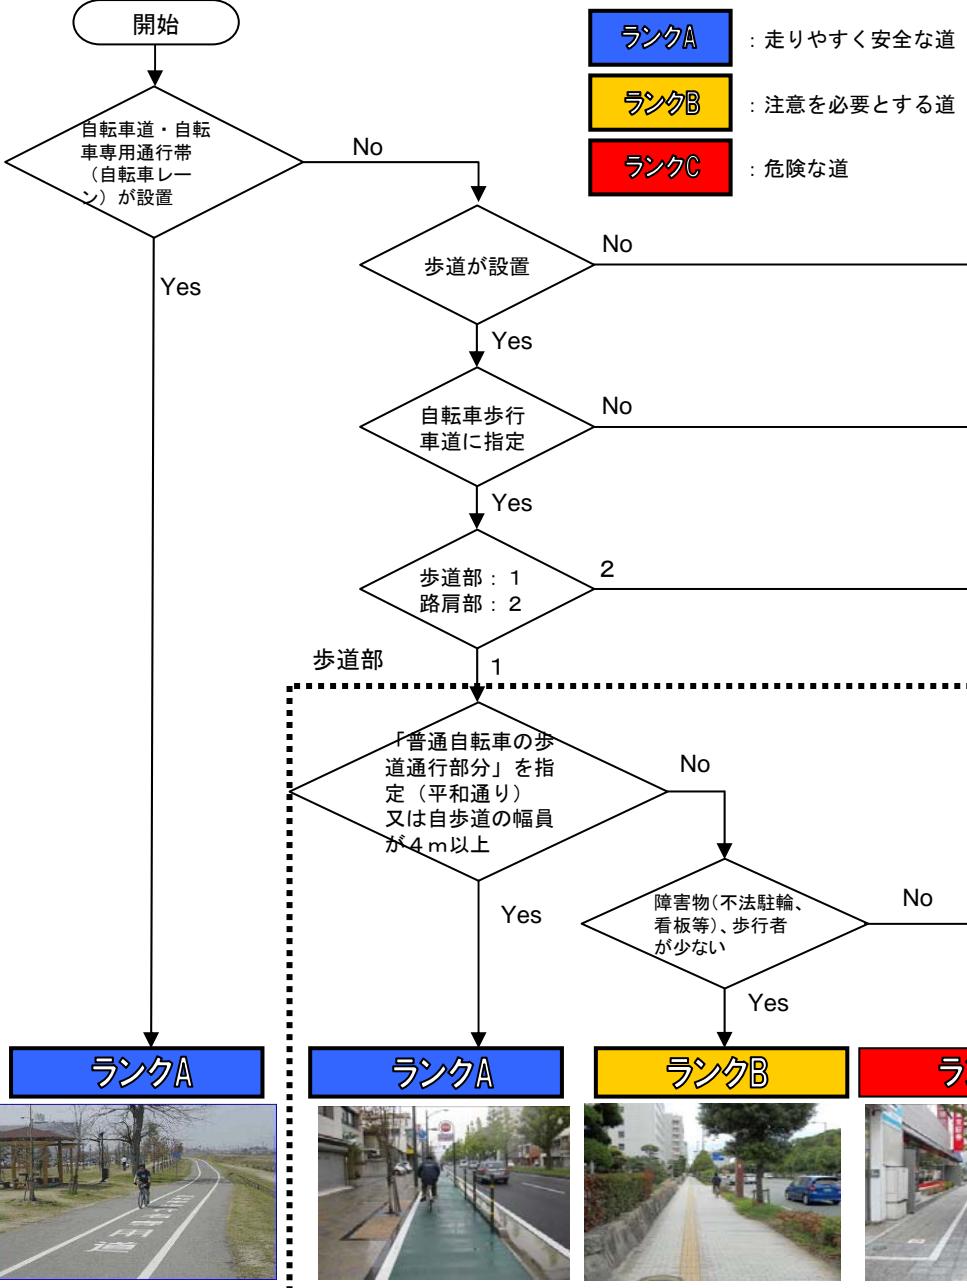 開始
ランクA
：走りやすく安全な道
ランクB
：注意を必要とする道
ランクC
：危険な道
自転車道・自転
車専用通行帯
（自転車レー
ン）が設置
No
Yes
歩道が設置
No
Yes
自転車歩行
車道に指定
No
Yes
歩道部：１
路肩部：２
２
１
歩道部
「普通自転車の歩
道通行部分」を指
定（平和通り）
又は自歩道の幅員
が４ｍ以上
No
Yes
障害物（不法駐輪、
看板等）、歩行者
が少ない
No
Yes
ランクA
ランクA
ランクB